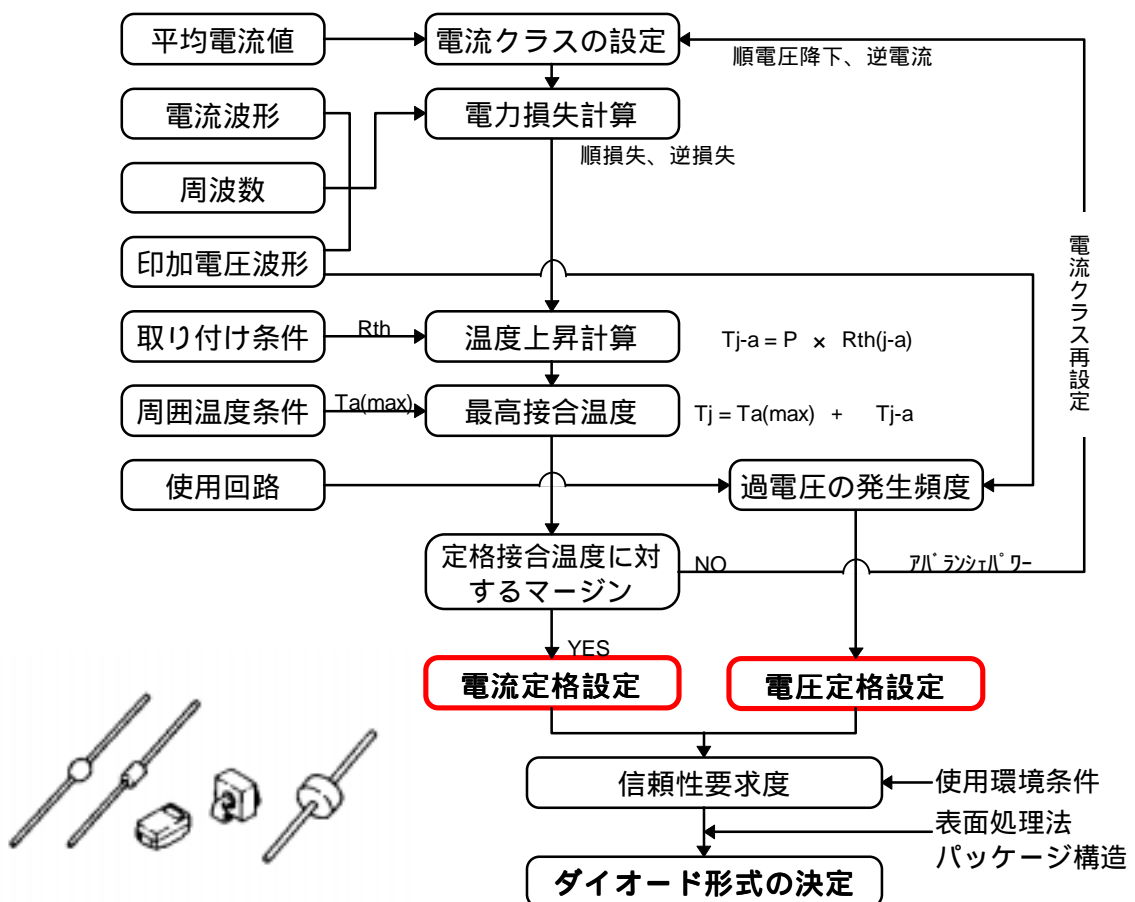 平均電流値
電流クラスの設定
順電圧降下、逆電流
電流波形
電力損失計算
順損失、逆損失
周波数
印加電圧波形
電流クラス再設定
取り付け条件
Rth
温度上昇計算
Tj-a = P × Rth(j-a)
周囲温度条件
Ta(max)
最高接合温度
Tj = Ta(max) + Tj-a
使用回路
過電圧の発生頻度
定格接合温度に対
するマージン
NO
ｱﾊﾞﾗﾝｼｪﾊﾟﾜｰ
YES
電流定格設定
電圧定格設定
信頼性要求度
使用環境条件
表面処理法
パッケージ構造
ダイオード形式の決定